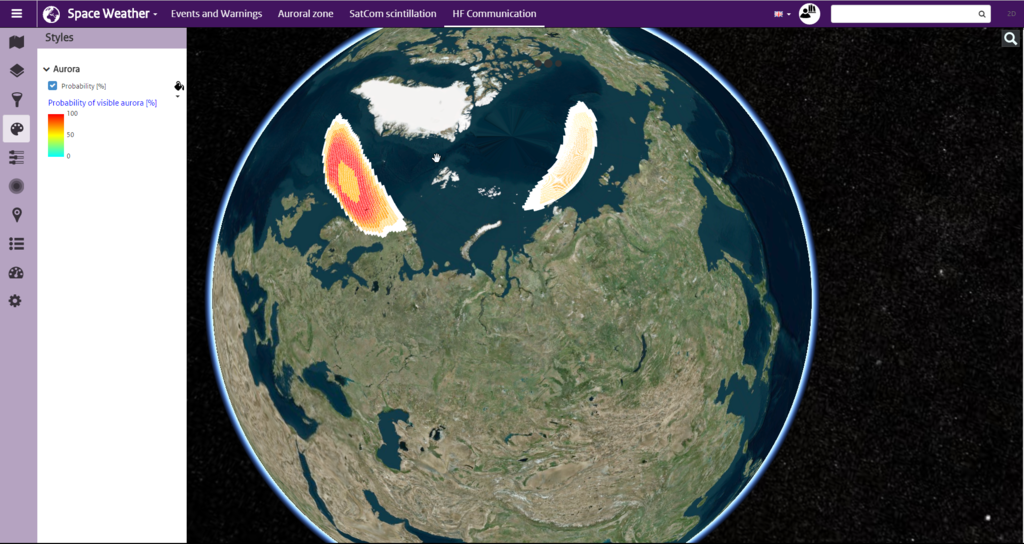 Space Weather
Events and Warnings
Auroral zone
SatCom scintillation
HF Communication
2D
Styles
Aurora
Probability [%]
Probability of visible aurora [%]
100
50
0